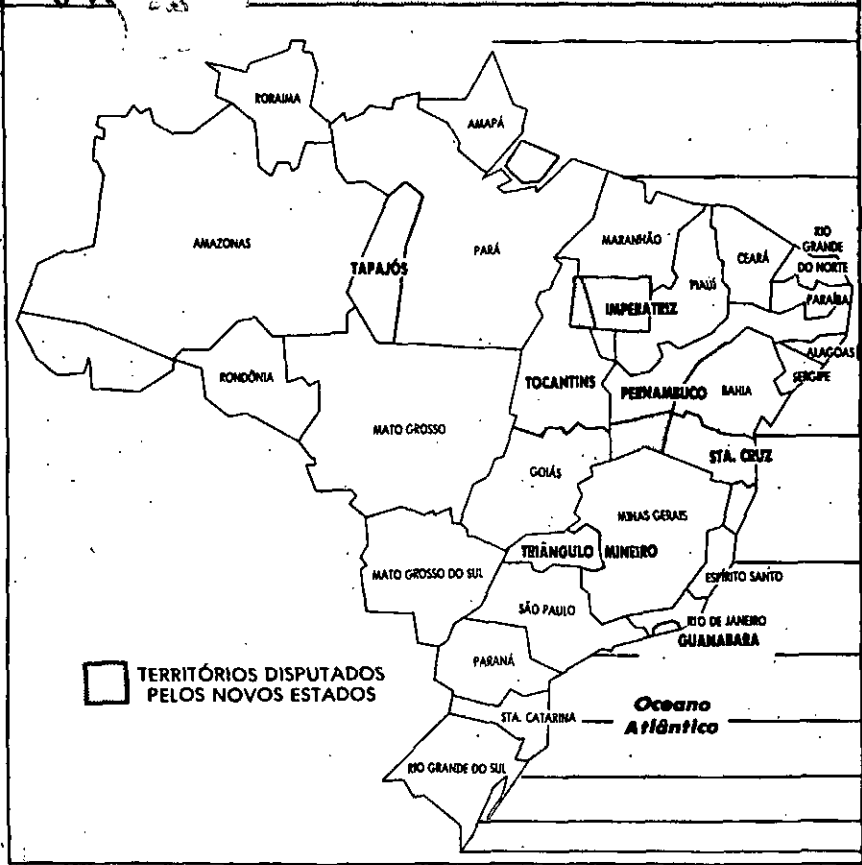 RORAIMA
AMAPÁ
AMAZONAS
TAPAJÓS
PARÁ
MARANHÃO
PIAUÍ
CEARÁ
RIO
GRANDE
DO NORTE
PARAÍBA
IMPERATRIZ
ALAGOAS
SERGIPE
RONDÔNIA
TOCANTINS
PERNAMBUCO
BAHIA
MATO GROSSO
GOIÁS
STA. CRUZ
MINAS GERAIS
TRIÂNGULO MINEIRO
MATO GROSSO DO SUL
ESPÍRITO SANTO
SÃO PAULO
RIO DE JANEIRO
GUANABARA
PARANÁ
TERRITÓRIOS DISPUTADOS
PELOS NOVOS ESTADOS
STA. CATARINA
Oceano
Atlântico
RIO GRANDE DO SUL